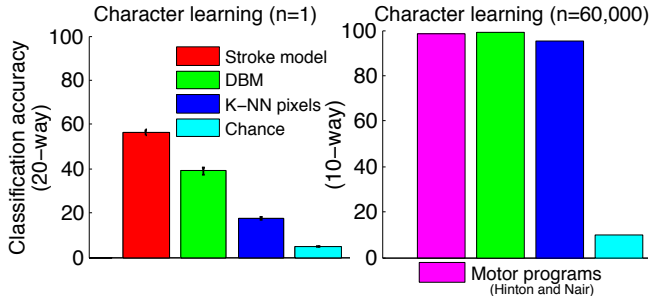 Character learning (n=1)
Classification accuracy
(20−way)
100
80
60
40
20
0
Stroke model
DBM
K−NN pixels
Chance
Character learning (n=60,000)
(10−way)
100
80
60
40
20
0
Motor programs
(Hinton and Nair)